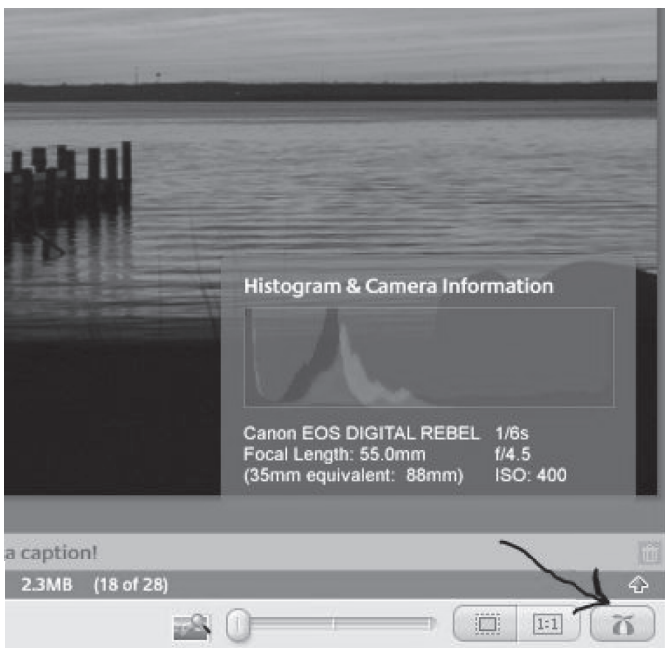 Histogram & Camera Information
Canon EOS DIGITAL REBEL 1/6s
Focal Length: 55.0mm f/4.5
(35mm equivalent: 88mm) ISO: 400
a caption!
2.3MB (18 of 28)
1:1